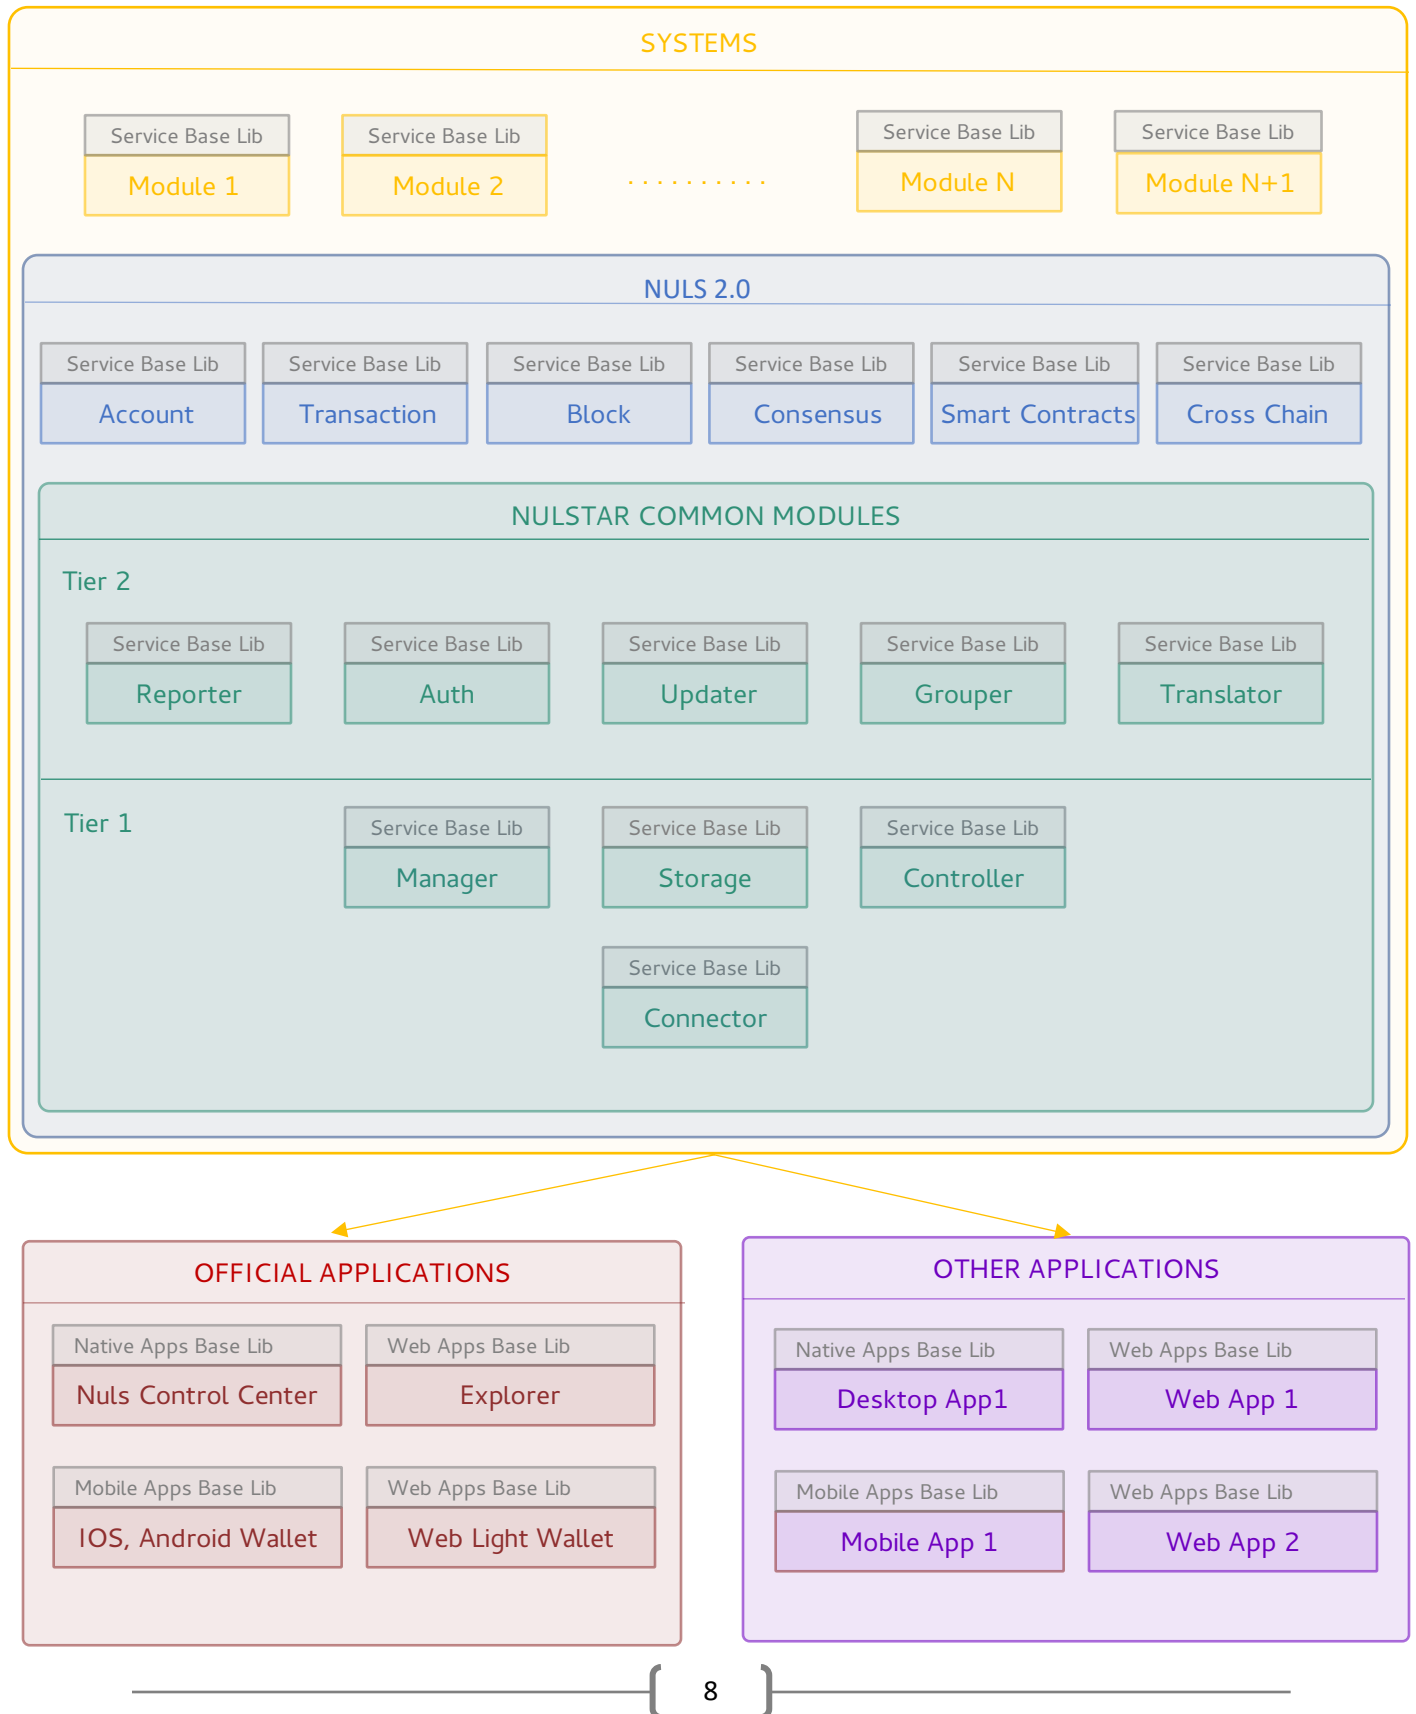 SYSTEMS
Service Base Lib
Module 1
Service Base Lib
Module 2
. . . . . . . . . .
Service Base Lib
Module N
Service Base Lib
Module N+1
NULS 2.0
Service Base Lib
Account
Service Base Lib
Transaction
Service Base Lib
Block
Service Base Lib
Consensus
Service Base Lib
Smart Contracts
Service Base Lib
Cross Chain
NULSTAR COMMON MODULES
Tier 2
Service Base Lib
Reporter
Service Base Lib
Auth
Service Base Lib
Updater
Service Base Lib
Grouper
Service Base Lib
Translator
Tier 1
Service Base Lib
Manager
Service Base Lib
Storage
Service Base Lib
Controller
Service Base Lib
Connector
OFFICIAL APPLICATIONS
Native Apps Base Lib
Nuls Control Center
Web Apps Base Lib
Explorer
Mobile Apps Base Lib
IOS, Android Wallet
Web Apps Base Lib
Web Light Wallet
OTHER APPLICATIONS
Native Apps Base Lib
Desktop App1
Web Apps Base Lib
Web App 1
Mobile Apps Base Lib
Mobile App 1
Web Apps Base Lib
Web App 2
8